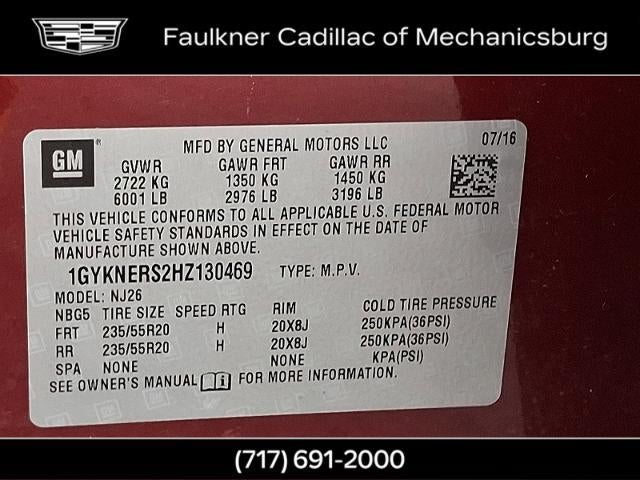 Faulkner Cadillac of Mechanicsburg
GM
MFD BY GENERAL MOTORS LLC 07/16
GVWR GAWR FRT GAWR RR
2722 KG 1350 KG 1450 KG
6001 LB 2976 LB 3196 LB
THIS VEHICLE CONFORMS TO ALL APPLICABLE U.S. FEDERAL MOTOR
VEHICLE SAFETY STANDARDS IN EFFECT ON THE DATE OF
MANUFACTURE SHOWN ABOVE.
1GYKNERS2HZ130469 TYPE: M.P.V.
MODEL: NJ26
NBG5 TIRE SIZE SPEED RTG RIM COLD TIRE PRESSURE
FRT 235/55R20 H 20X8J 250KPA(36PSI)
RR 235/55R20 H 20X8J 250KPA(36PSI)
SPA NONE NONE KPA(PSI)
SEE OWNER'S MANUAL FOR MORE INFORMATION.
(717) 691-2000